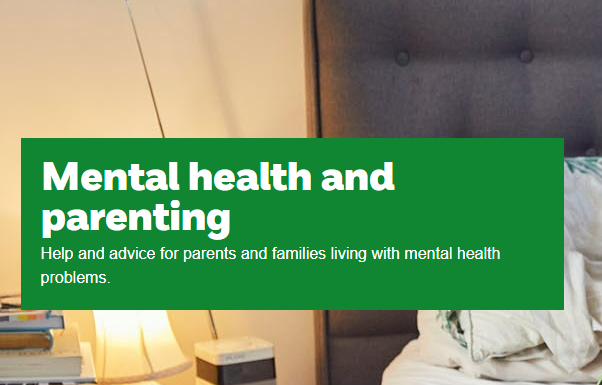 Mental health and
parenting
Help and advice for parents and families living with mental health
problems.